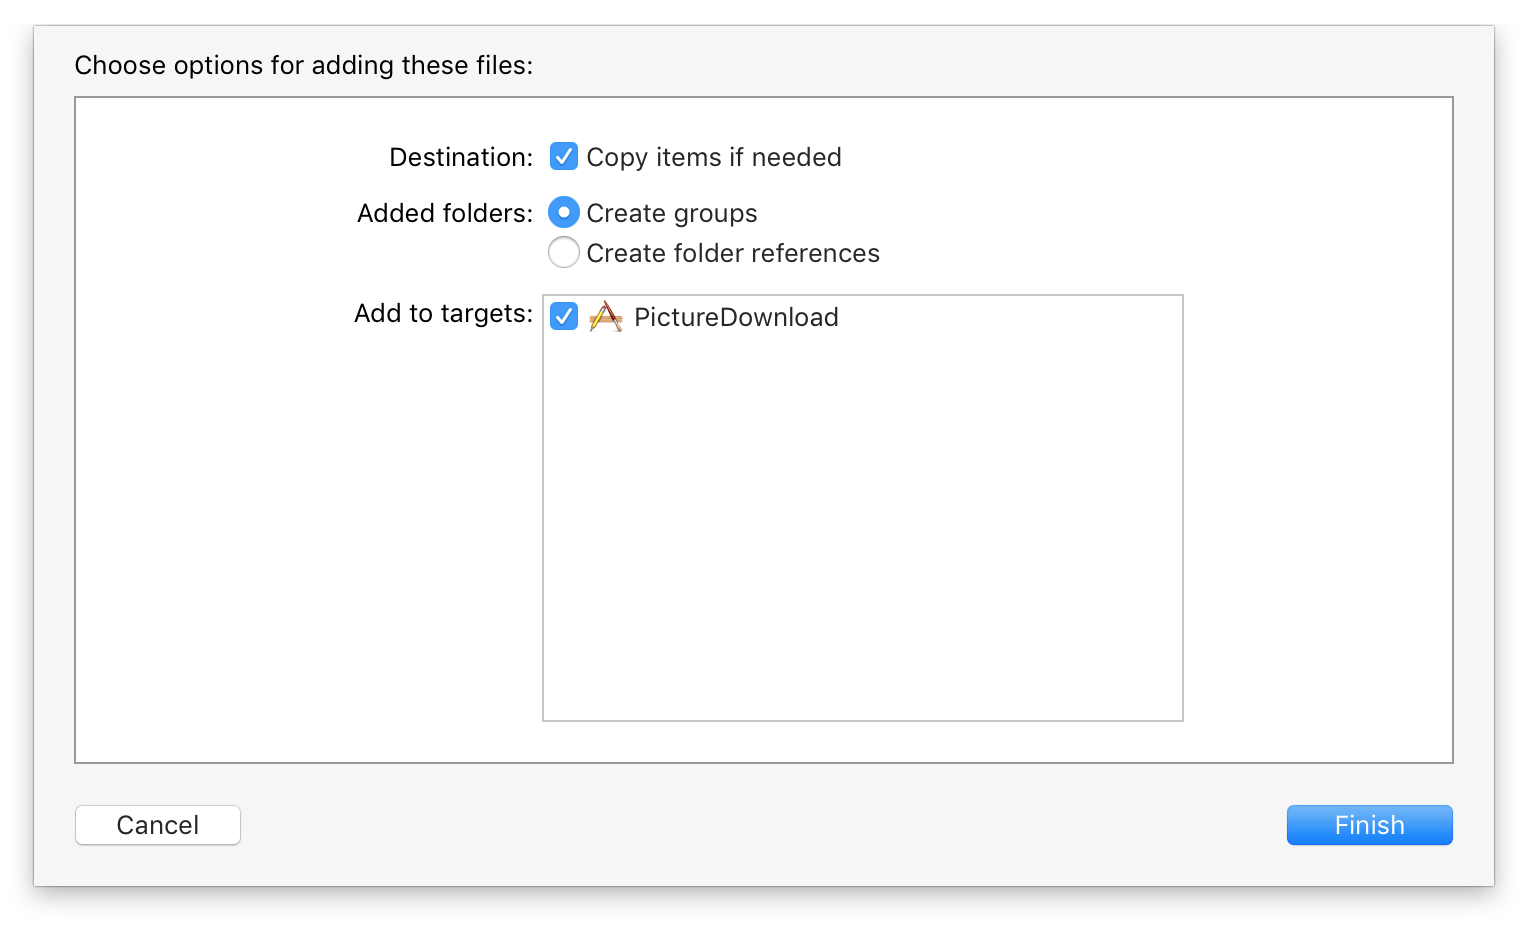 Choose options for adding these files:
Destination: Copy items if needed
Added folders: Create groups
Create folder references
Add to targets: PictureDownload
Cancel Finish